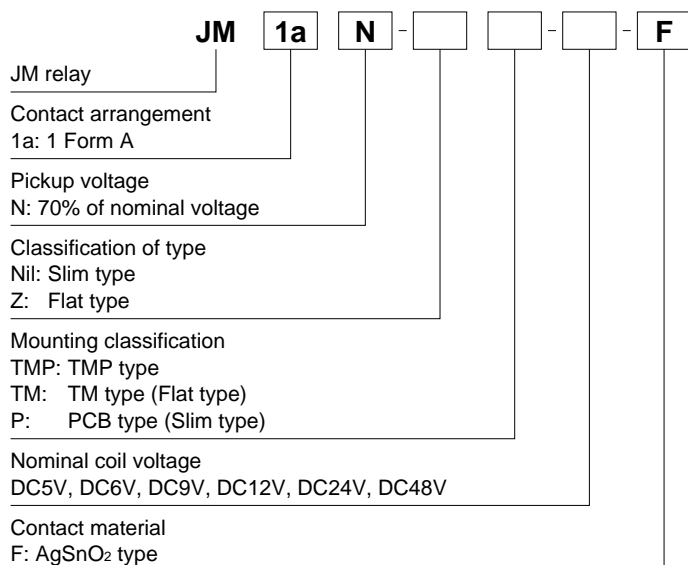 JM 1a N - - - F
JM relay
Contact arrangement
1a: 1 Form A
Pickup voltage
N: 70% of nominal voltage
Classification of type
Nil: Slim type
Z: Flat type
Mounting classification
TMP: TMP type
TM: TM type (Flat type)
P: PCB type (Slim type)
Nominal coil voltage
DC5V, DC6V, DC9V, DC12V, DC24V, DC48V
Contact material
F: AgSnO₂ type